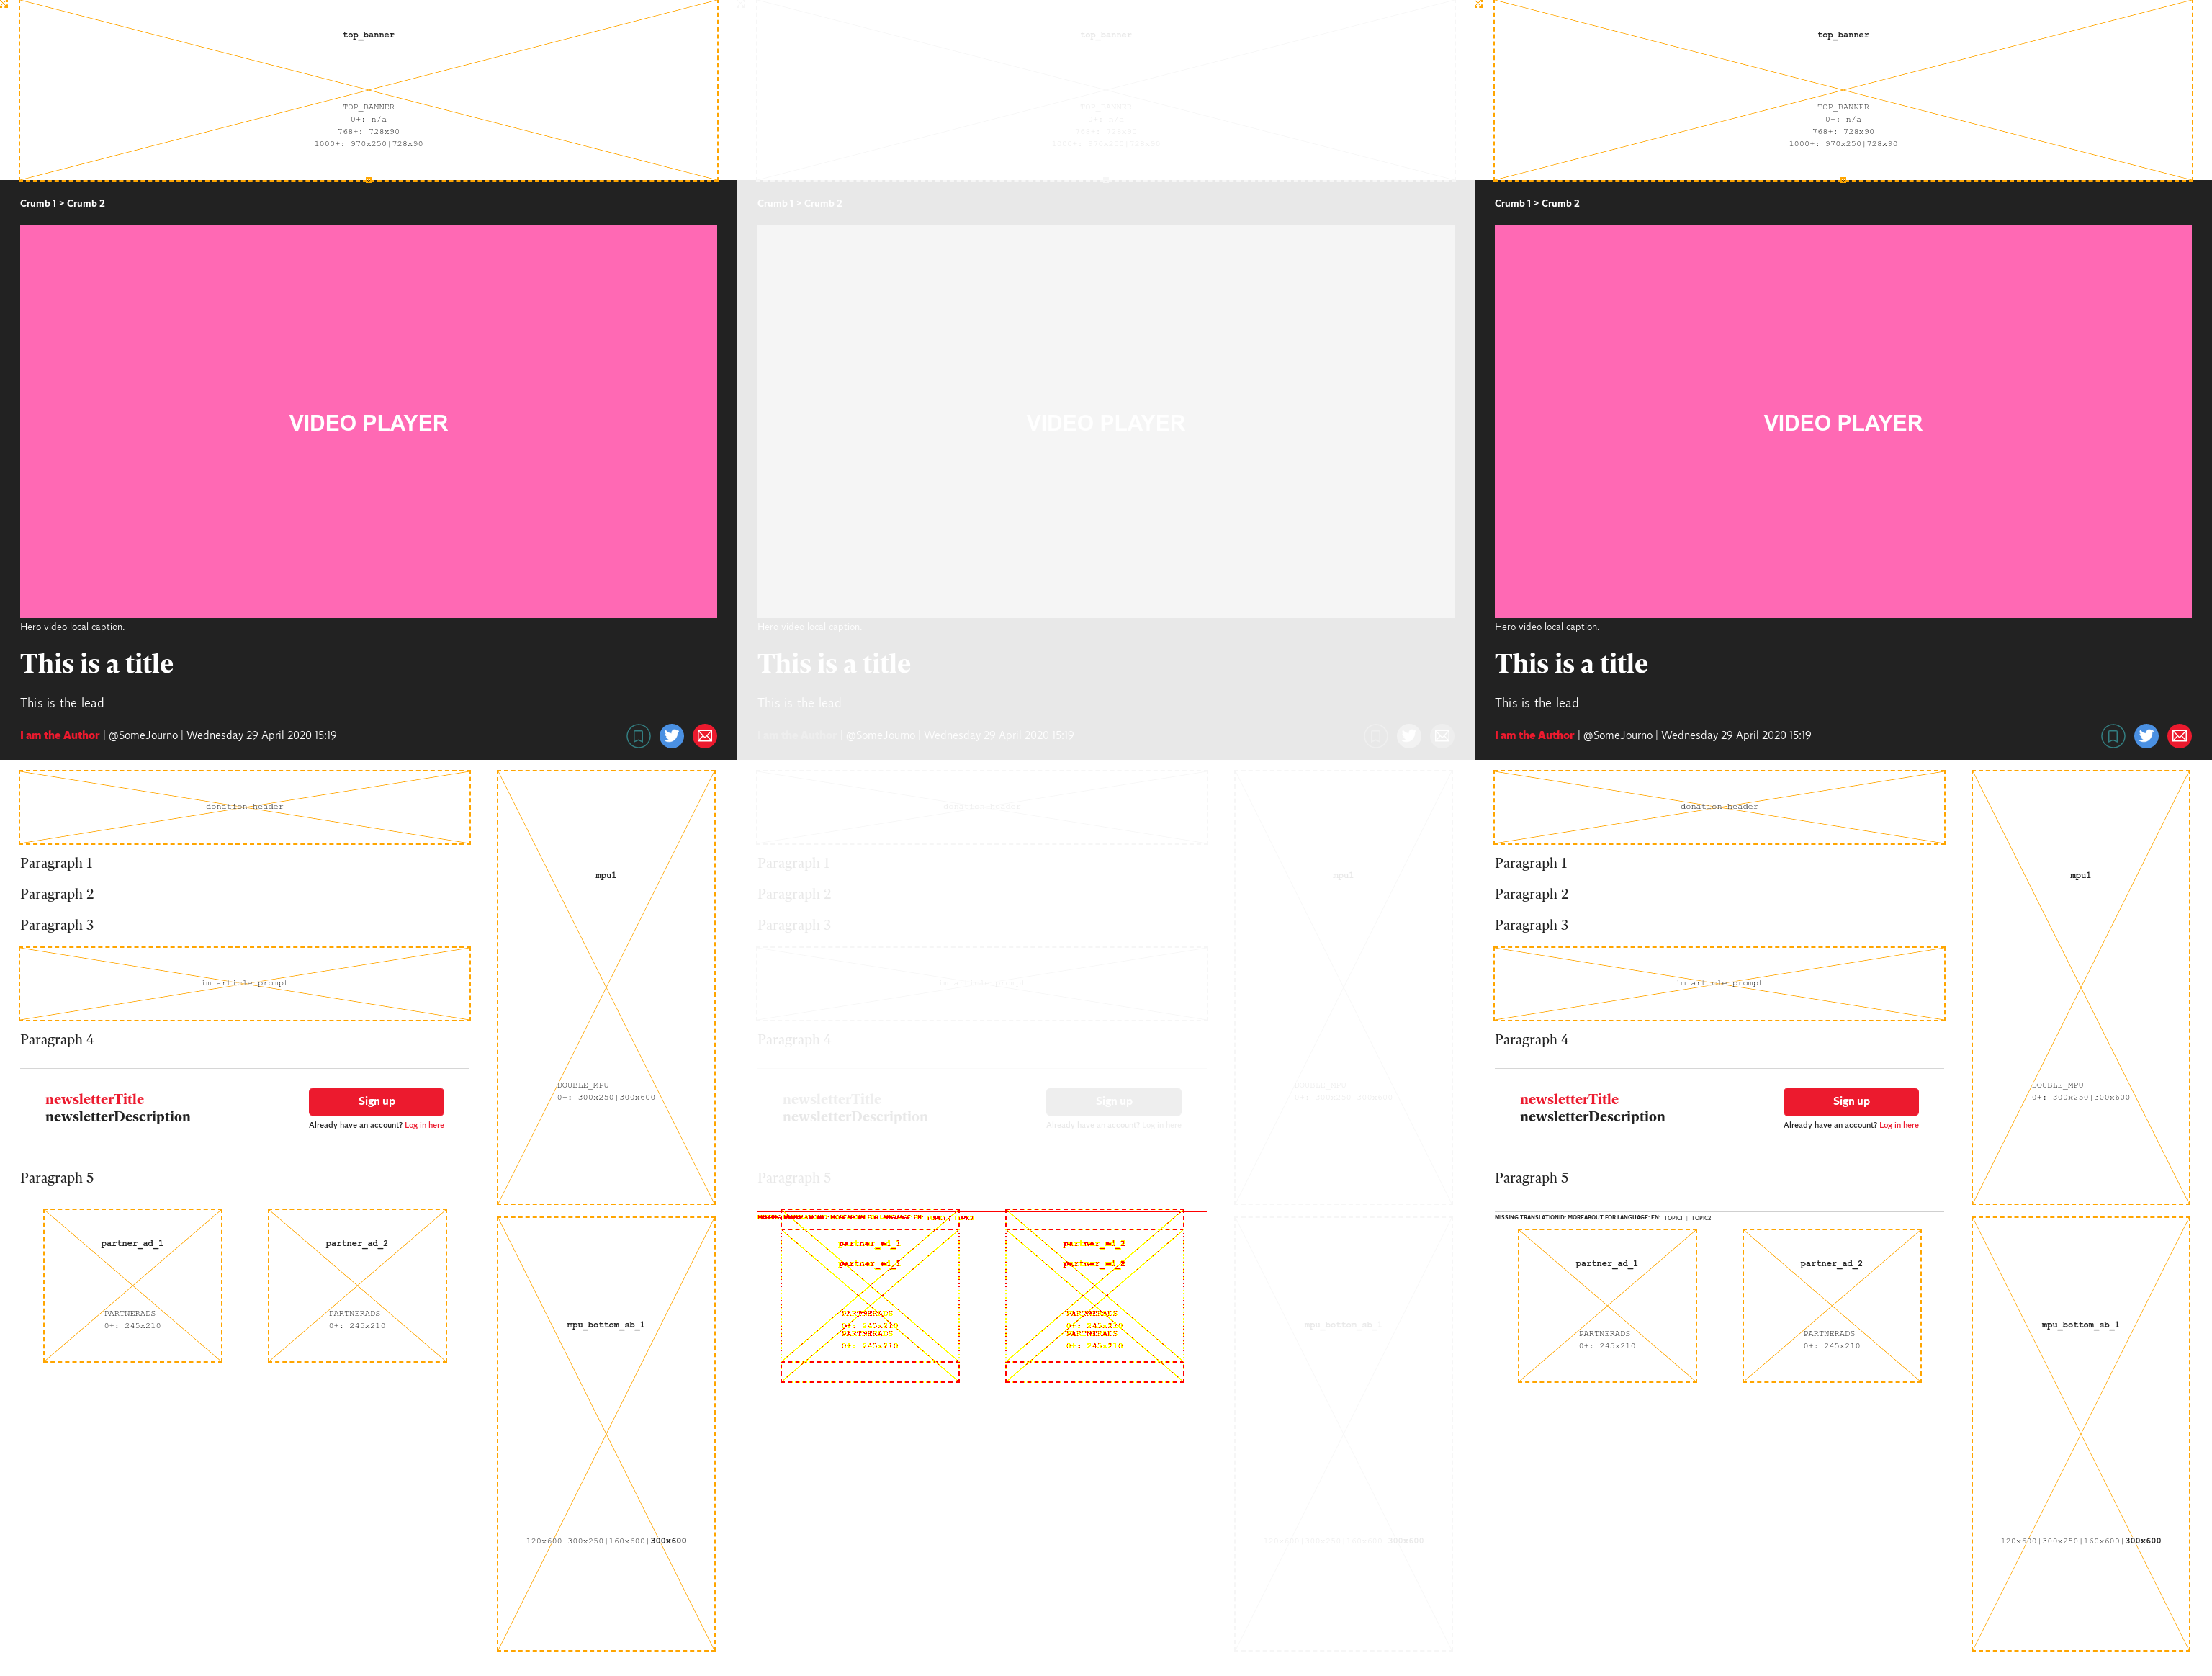 top_banner
TOP_BANNER
0+: n/a
768+: 728x90
1000+: 970x250|728x90
Crumb 1 > Crumb 2
VIDEO PLAYER
Hero video local caption.
This is a title
This is the lead
I am the Author | @SomeJourno | Wednesday 29 April 2020 15:19
donation-header
Paragraph 1
Paragraph 2
Paragraph 3
im article prompt
Paragraph 4
newsletterTitle
newsletterDescription
Sign up
Already have an account? Log in here
Paragraph 5
partner_ad_1
PARTNERADS
0+: 245x210
partner_ad_2
PARTNERADS
0+: 245x210
mpu1
DOUBLE_MPU
0+: 300x250|300x600
mpu_bottom_sb_1
120x600|300x250|160x600|300x600
top_banner
TOP_BANNER
0+: n/a
768+: 728x90
1000+: 970x250|728x90
Crumb 1 > Crumb 2
VIDEO PLAYER
Hero video local caption.
This is a title
This is the lead
I am the Author | @SomeJourno | Wednesday 29 April 2020 15:19
donation-header
Paragraph 1
Paragraph 2
Paragraph 3
im article prompt
Paragraph 4
newsletterTitle
newsletterDescription
Sign up
Already have an account? Log in here
Paragraph 5
partner_ad_1
partner_ad_1
PARTNERADS
0+: 245x210
PARTNERADS
0+: 245x210
partner_ad_2
partner_ad_2
PARTNERADS
0+: 245x210
PARTNERADS
0+: 245x210
mpu1
DOUBLE_MPU
0+: 300x250|300x600
mpu_bottom_sb_1
120x600|300x250|160x600|300x600
top_banner
TOP_BANNER
0+: n/a
768+: 728x90
1000+: 970x250|728x90
Crumb 1 > Crumb 2
VIDEO PLAYER
Hero video local caption.
This is a title
This is the lead
I am the Author | @SomeJourno | Wednesday 29 April 2020 15:19
donation-header
Paragraph 1
Paragraph 2
Paragraph 3
im article prompt
Paragraph 4
newsletterTitle
newsletterDescription
Sign up
Already have an account? Log in here
Paragraph 5
MISSING TRANSLATIONID: MOREABOUT FOR LANGUAGE: EN: TOPIC1 | TOPIC2
partner_ad_1
PARTNERADS
0+: 245x210
partner_ad_2
PARTNERADS
0+: 245x210
mpu1
DOUBLE_MPU
0+: 300x250|300x600
mpu_bottom_sb_1
120x600|300x250|160x600|300x600